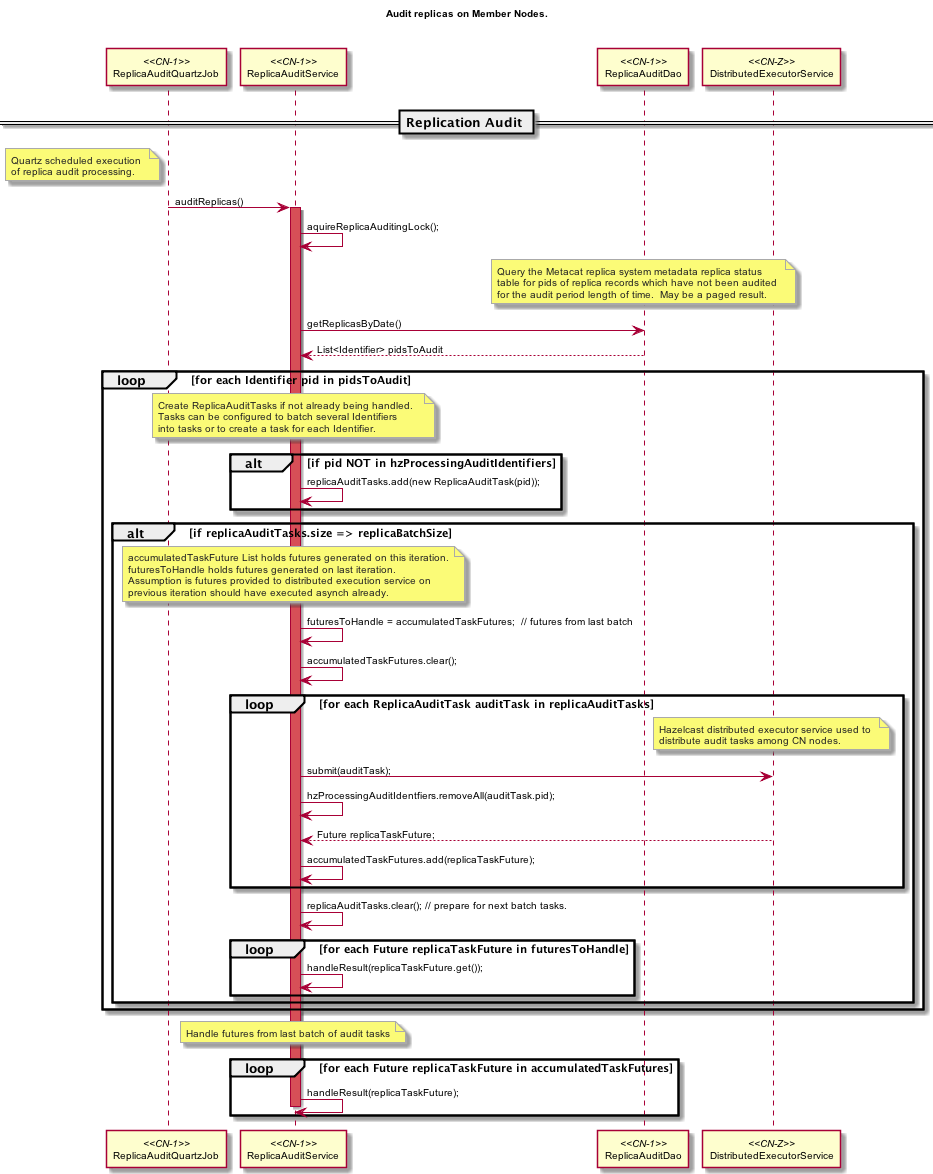 Audit replicas on Member Nodes.
<<CN-1>>
ReplicaAuditQuartzJob
<<CN-1>>
ReplicaAuditService
<<CN-1>>
ReplicaAuditDao
<<CN-Z>>
DistributedExecutorService
Replication Audit
Quartz scheduled execution
of replica audit processing.
auditReplicas()
aquireReplicaAuditingLock();
Query the Metacat replica system metadata replica status
table for pids of replica records which have not been audited
for the audit period length of time.  May be a paged result.
getReplicasByDate()
List<Identifier> pidsToAudit
loop
[for each Identifier pid in pidsToAudit]
Create ReplicaAuditTasks if not already being handled.
Tasks can be configured to batch several Identifiers
into tasks or to create a task for each Identifier.
alt
[if pid NOT in hzProcessingAuditIdentifiers]
replicaAuditTasks.add(new ReplicaAuditTask(pid));
alt
[if replicaAuditTasks.size => replicaBatchSize]
accumulatedTaskFuture List holds futures generated on this iteration.
futuresToHandle holds futures generated on last iteration.
Assumption is futures provided to distributed execution service on
previous iteration should have executed asynch already.
futuresToHandle = accumulatedTaskFutures;  // futures from last batch
accumulatedTaskFutures.clear();
loop
[for each ReplicaAuditTask auditTask in replicaAuditTasks]
Hazelcast distributed executor service used to
distribute audit tasks among CN nodes.
submit(auditTask);
hzProcessingAuditIdentfiers.removeAll(auditTask.pid);
Future replicaTaskFuture;
accumulatedTaskFutures.add(replicaTaskFuture);
replicaAuditTasks.clear(); // prepare for next batch tasks.
loop
[for each Future replicaTaskFuture in futuresToHandle]
handleResult(replicaTaskFuture.get());
Handle futures from last batch of audit tasks
loop
[for each Future replicaTaskFuture in accumulatedTaskFutures]
handleResult(replicaTaskFuture);
<<CN-1>>
ReplicaAuditQuartzJob
<<CN-1>>
ReplicaAuditService
<<CN-1>>
ReplicaAuditDao
<<CN-Z>>
DistributedExecutorService